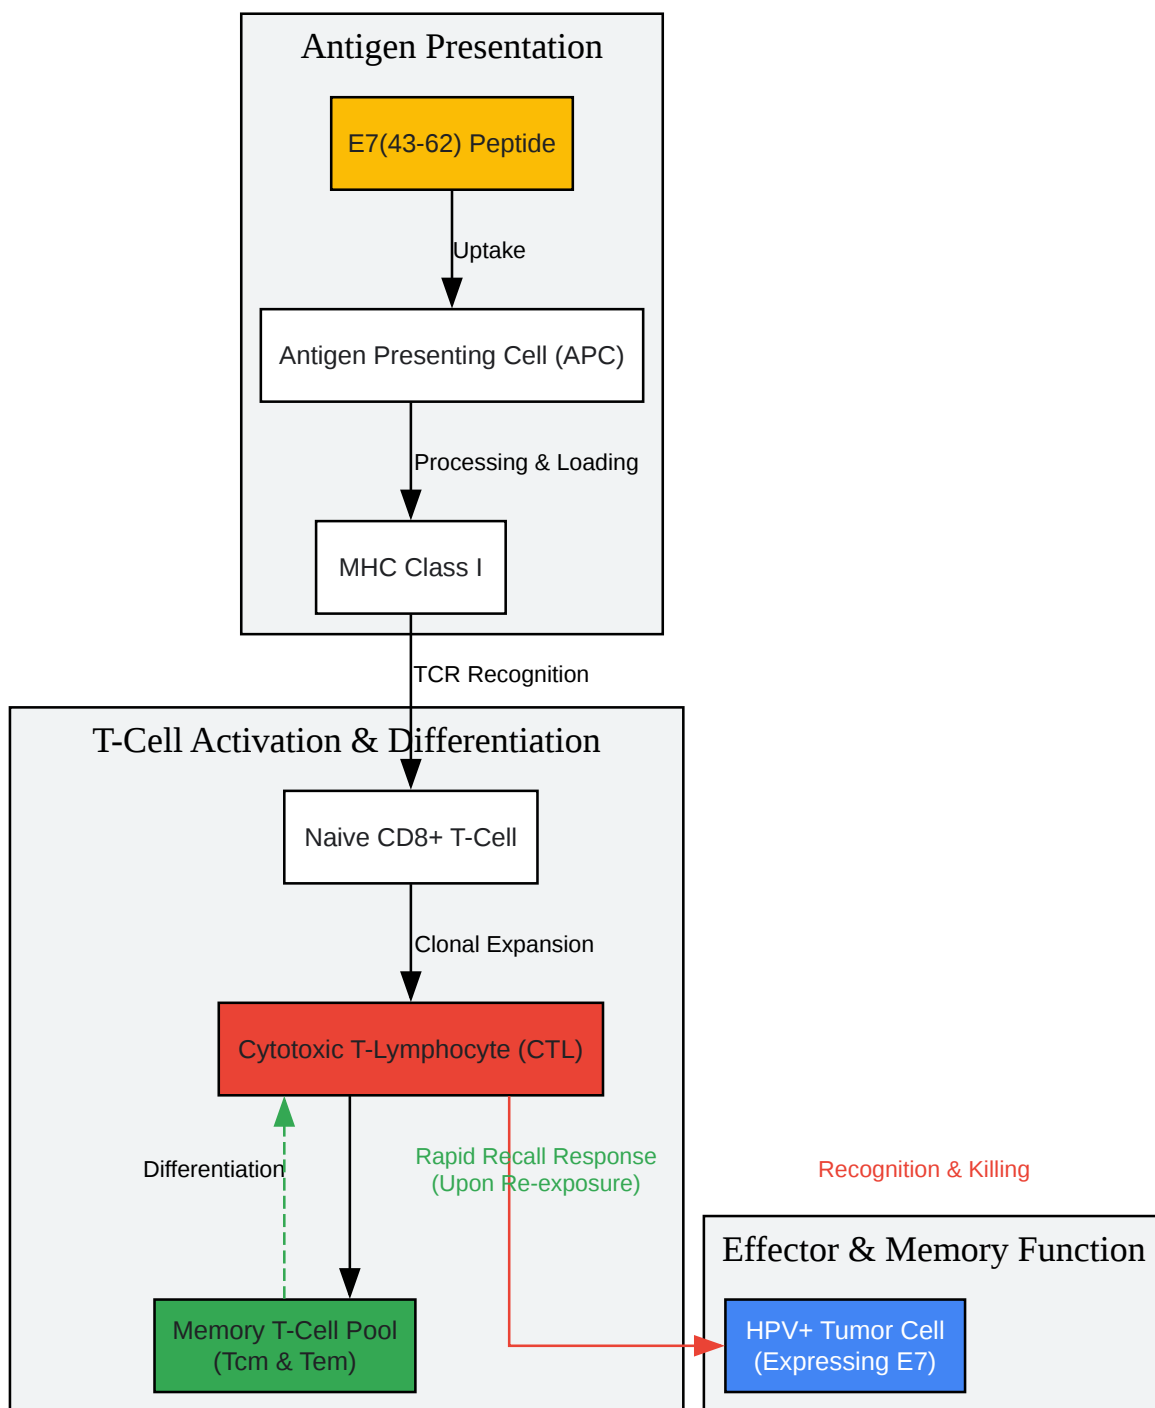 Antigen Presentation
E7(43-62) Peptide
Uptake
Antigen Presenting Cell (APC)
Processing & Loading
MHC Class I
TCR Recognition
T-Cell Activation & Differentiation
Naive CD8+ T-Cell
Clonal Expansion
Cytotoxic T-Lymphocyte (CTL)
Differentiation
Rapid Recall Response
(Upon Re-exposure)
Recognition & Killing
Effector & Memory Function
Memory T-Cell Pool
(Tcm & Tem)
HPV+ Tumor Cell
(Expressing E7)